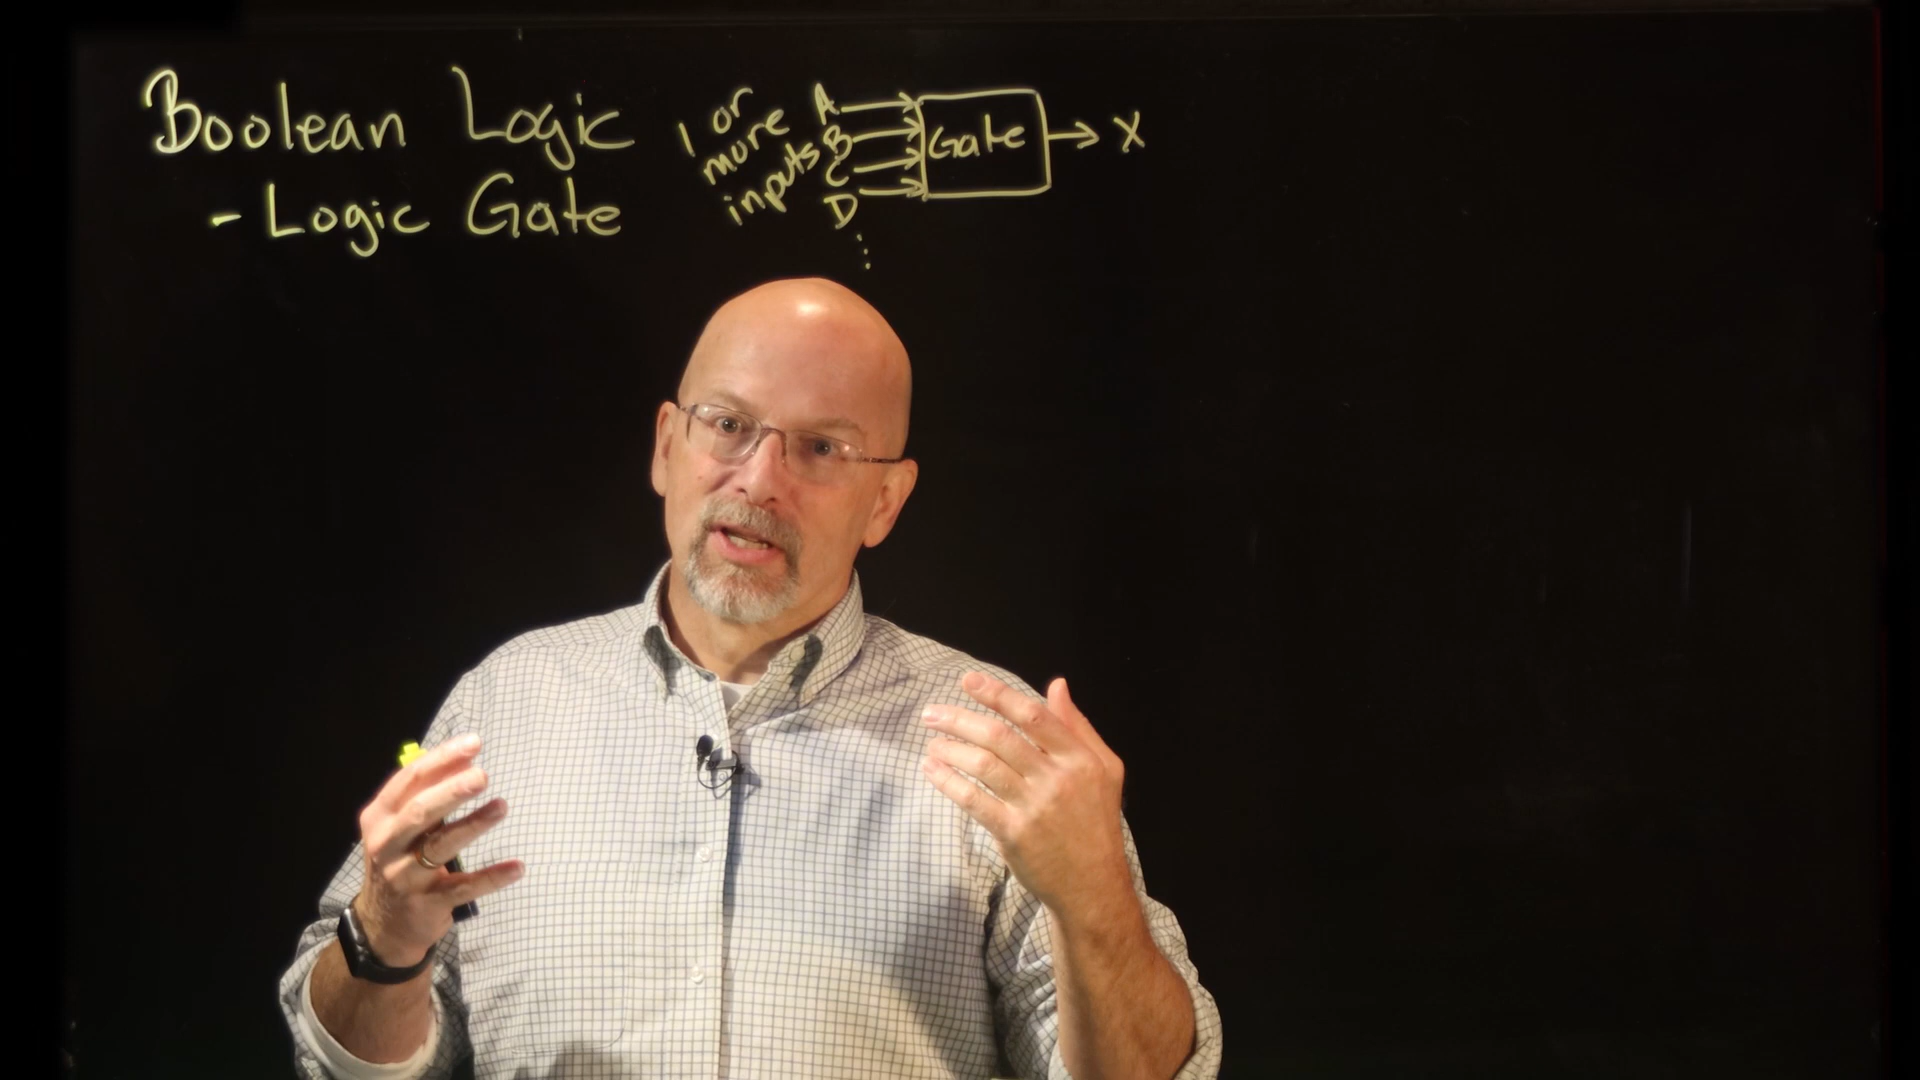 Boolean Logic
- Logic Gate
1 or
more
inputs
A
B
C
D
⋮
Gate
X